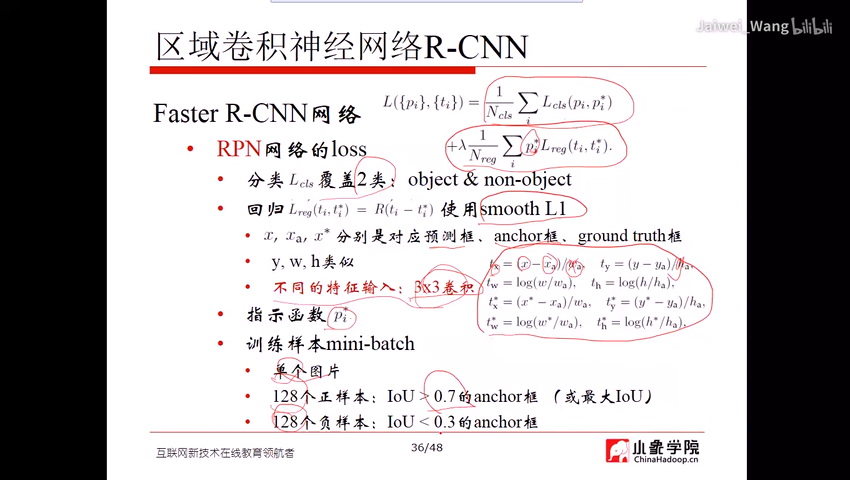 Jaiwei_Wang bilibili
区域卷积神经网络R-CNN
Faster R-CNN网络
L({p_i}, {t_i}) = \frac{1}{N_{cls}} \sum_i L_{cls}(p_i, p_i^*)
+λ \frac{1}{N_{reg}} \sum_i p_i^* L_{reg}(t_i, t_i^*).
• RPN网络的loss
• 分类 L_{cls} 覆盖2类：object & non-object
• 回归 L_{reg}(t_i, t_i^*) = R(t_i − t_i^*) 使用smooth L1
• x, x_a, x^* 分别是对应预测框、anchor框、ground truth框
• y, w, h类似
• 不同的特征输入：3x3卷积
t_x = (x − x_a)/w_a, t_y = (y − y_a)/h_a,
t_w = log(w/w_a), t_h = log(h/h_a),
t_x^* = (x^* − x_a)/w_a, t_y^* = (y^* − y_a)/h_a,
t_w^* = log(w^*/w_a), t_h^* = log(h^*/h_a),
• 指示函数 p_i^*
• 训练样本mini-batch
• 单个图片
• 128个正样本：IoU > 0.7的anchor框 （或最大IoU）
• 128个负样本：IoU < 0.3的anchor框
互联网新技术在线教育领航者
36/48
小象学院
ChinaHadoop.cn